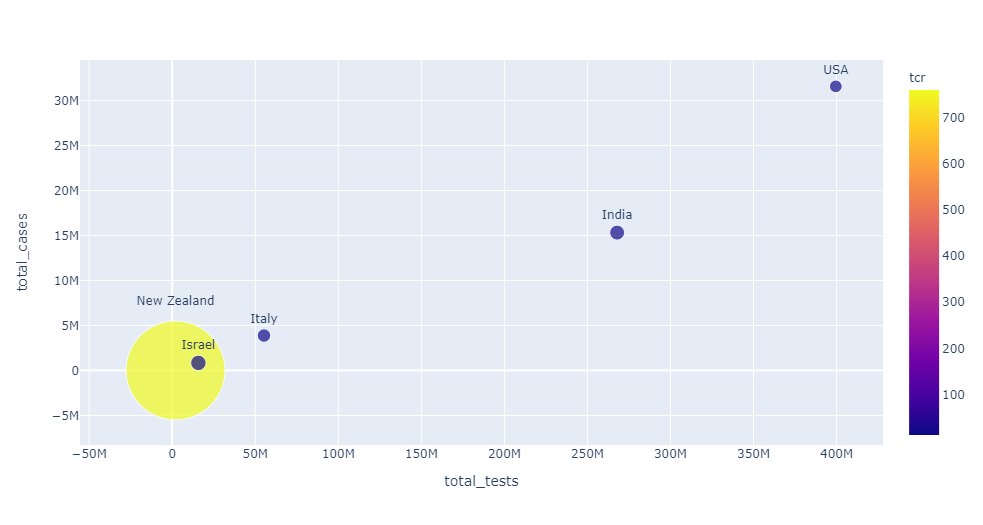 USA
India
Italy
New Zealand
Israel
total_cases
30M
25M
20M
15M
10M
5M
0
−5M
−50M
0
50M
100M
150M
200M
250M
300M
350M
400M
total_tests
tcr
700
600
500
400
300
200
100